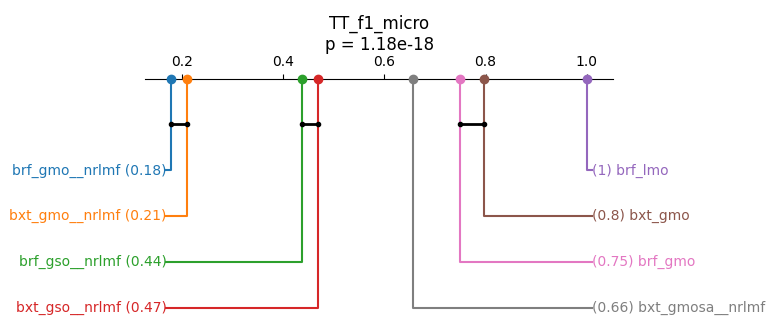 TT_f1_micro
p = 1.18e-18
0.2 0.4 0.6 0.8 1.0
brf_gmo__nrlmf (0.18) (1) brf_lmo
bxt_gmo__nrlmf (0.21) (0.8) bxt_gmo
brf_gso__nrlmf (0.44) (0.75) brf_gmo
bxt_gso__nrlmf (0.47) (0.66) bxt_gmosa__nrlmf